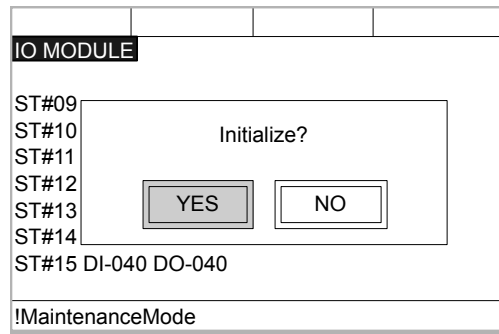 IO MODULE
ST#09
ST#10
Initialize?
ST#11
ST#12
YES NO
ST#13
ST#14
ST#15 DI-040 DO-040
!MaintenanceMode